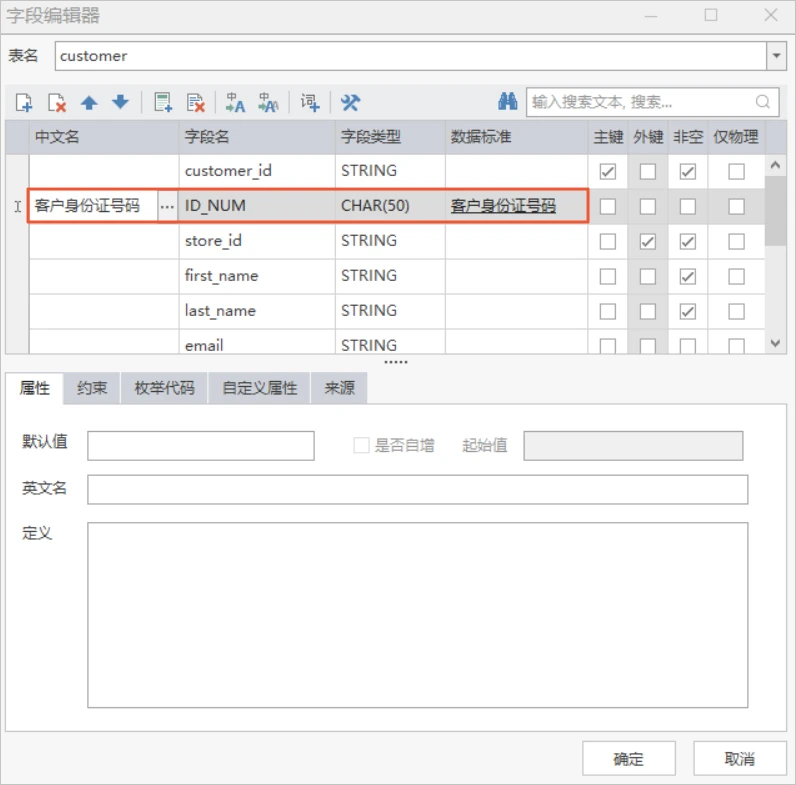 字段编辑器
表名 customer
输入搜索文本, 搜索...
中文名 字段名 字段类型 数据标准 主键 外键 非空 仅物理
customer_id STRING
客户身份证号码 ... ID_NUM CHAR(50) 客户身份证号码
store_id STRING
first_name STRING
last_name STRING
email STRING
属性 约束 枚举代码 自定义属性 来源
默认值 是否自增 起始值
英文名
定义
确定 取消